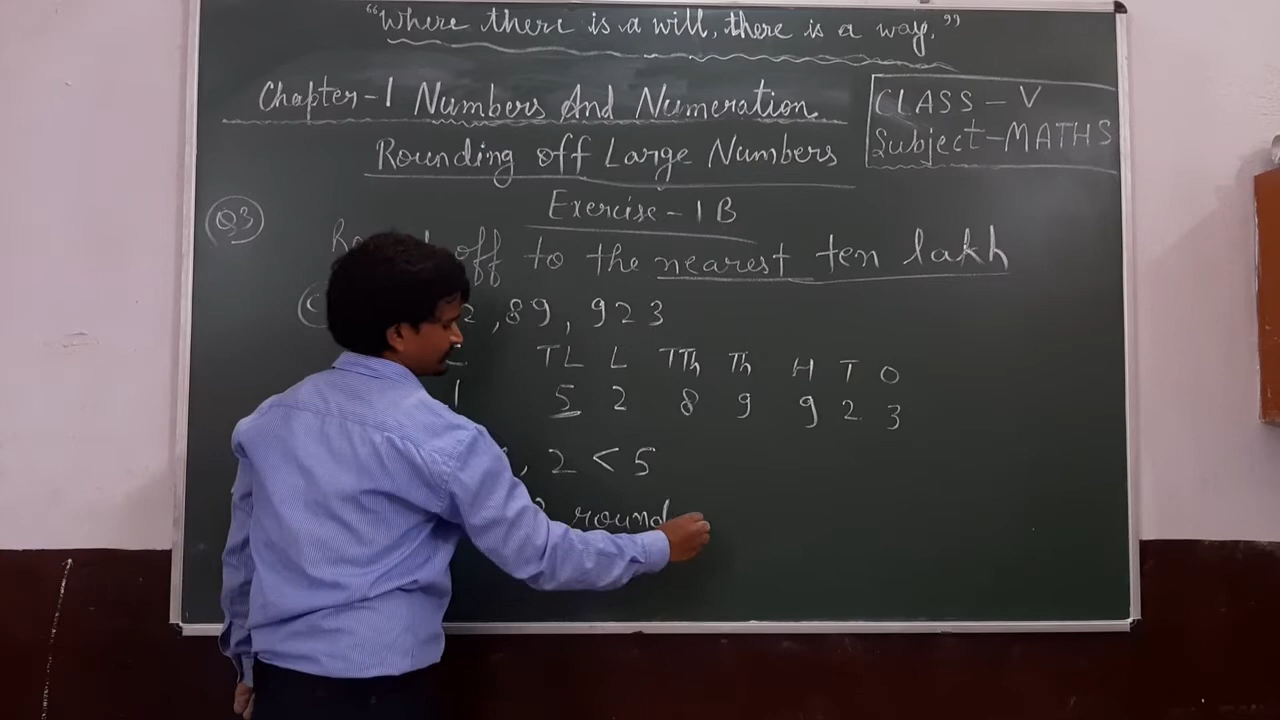 “Where there is a will, there is a way.”
Chapter-1 Numbers And Numeration
CLASS - V
Subject-MATHS
Rounding off Large Numbers
Exercise - 1B
Q3
off to the nearest ten lakh
2,89,923
TL L TTh Th H T O
1 5 2 8 9 9 2 3
, 2 < 5
round